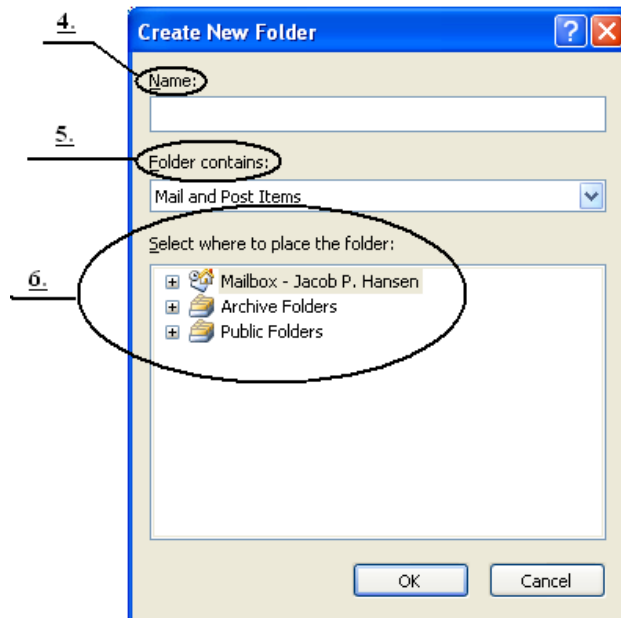 4.
Create New Folder
Name:
5.
Folder contains:
Mail and Post Items
Select where to place the folder:
6.
Mailbox - Jacob P. Hansen
Archive Folders
Public Folders
OK
Cancel